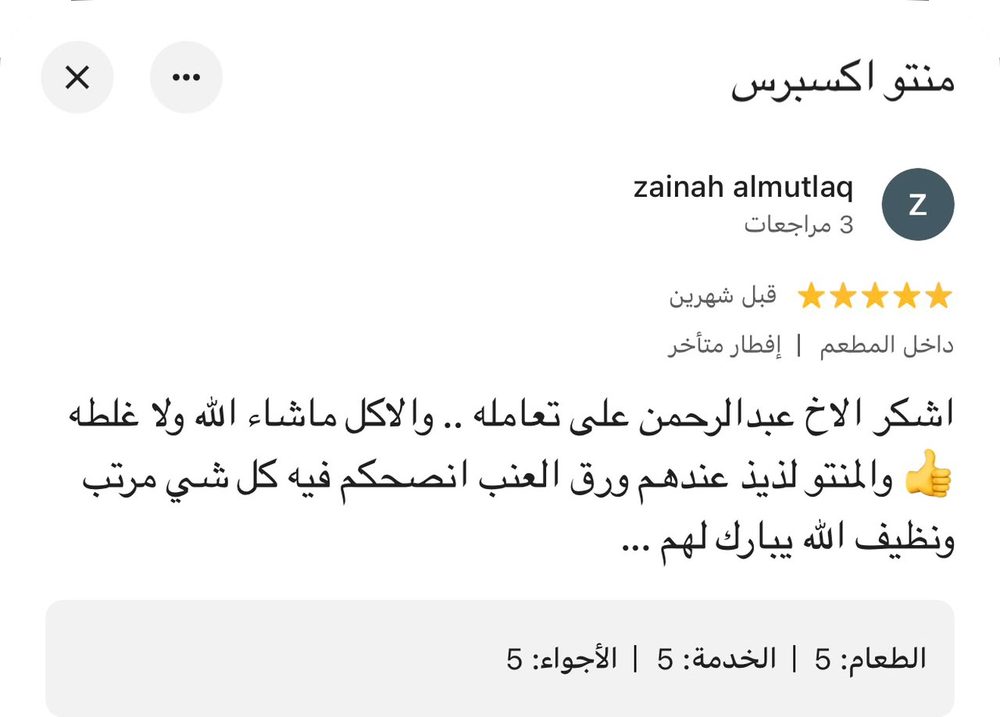 منتو اكسبرس
zainah almutlaq
Z
3 مراجعات
قبل شهرين
داخل المطعم | إفطار متأخر
اشكر الاخ عبدالرحمن على تعامله .. والاكل ماشاء الله ولا غلطه
👍 والمنتو لذيذ عندهم ورق العنب انصحكم فيه كل شي مرتب
ونظيف الله يبارك لهم ...
الطعام: 5 | الخدمة: 5 | الأجواء: 5